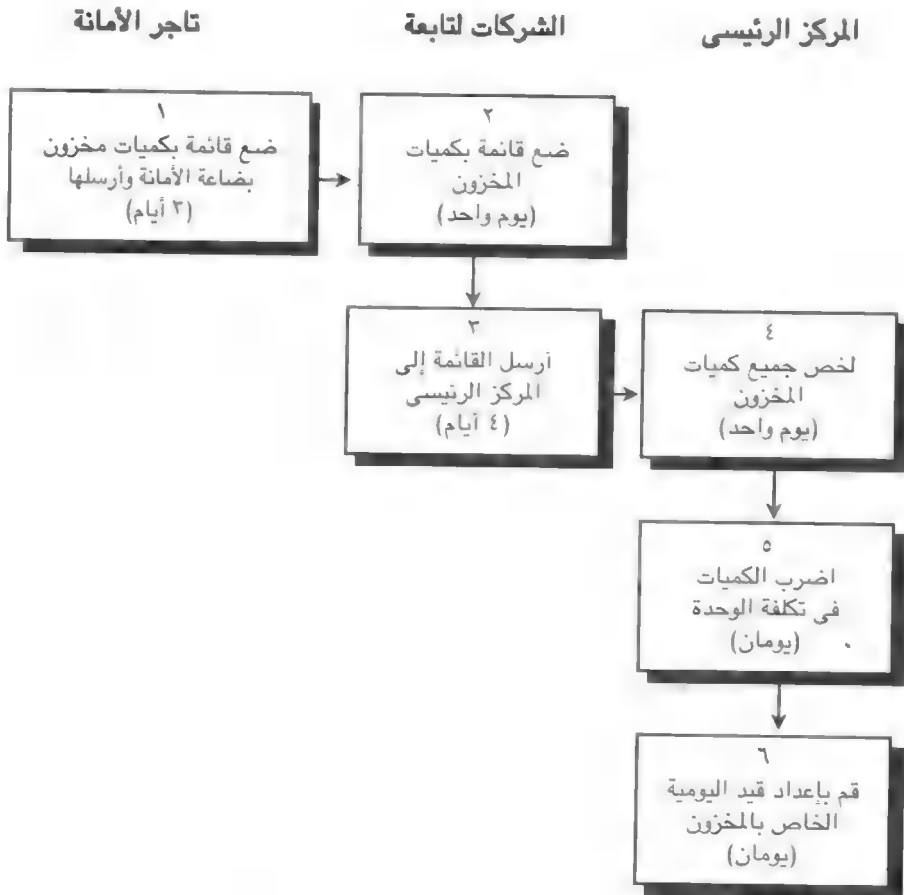 تاجر الأمانة
الشركات لتابعة
المركز الرئيسى
١
ضع قائمة بكميات مخزون
بضاعة الأمانة وأرسلها
(٣ أيام)
٢
ضع قائمة بكميات
المخزون
(يوم واحد)
٣
أرسل القائمة إلى
المركز الرئيسى
(٤ أيام)
٤
لخص جميع كميات
المخزون
(يوم واحد)
٥
اضرب الكميات
فى تكلفة الوحدة
(يومان)
٦
قم بإعداد قيد اليومية
الخاص بالمخزون
(يومان)